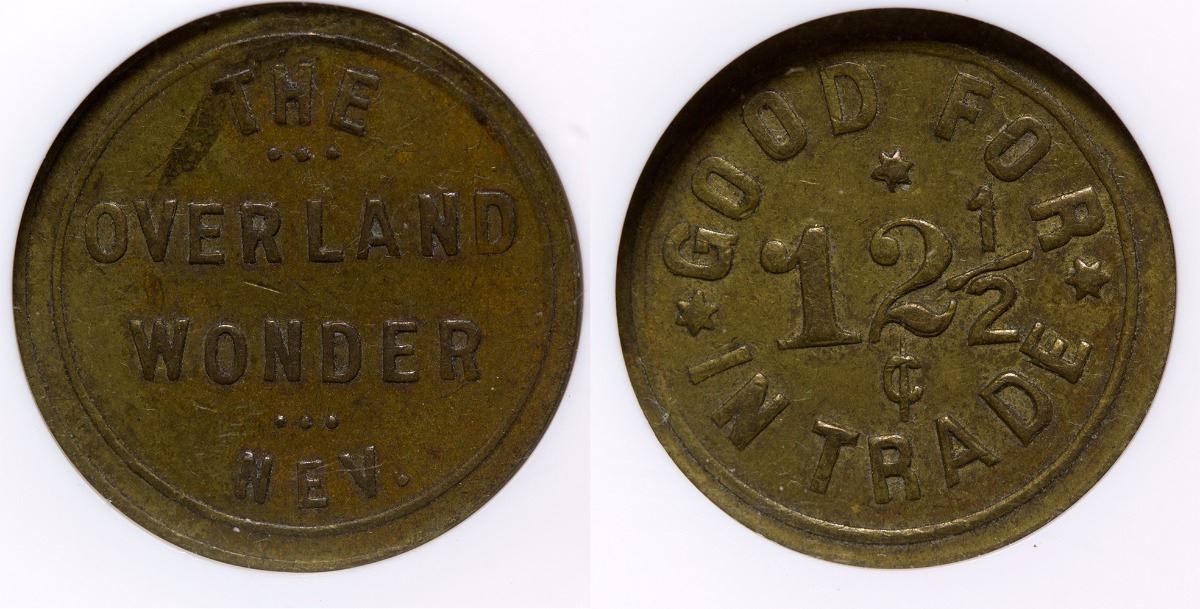 THE
OVERLAND
WONDER
NEV.
GOOD FOR
12 1/2
¢
IN TRADE